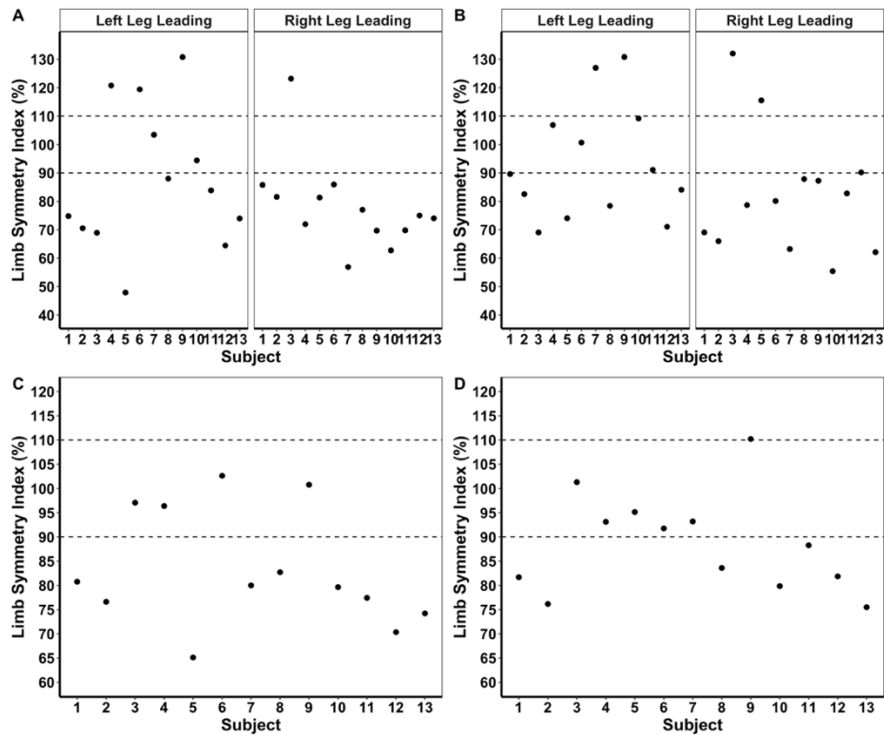 A
Left Leg Leading
Right Leg Leading
Limb Symmetry Index (%)
130
120
110
100
90
80
70
60
50
40
1 2 3 4 5 6 7 8 9 10 11 12 13
1 2 3 4 5 6 7 8 9 10 11 12 13
Subject
B
Left Leg Leading
Right Leg Leading
Limb Symmetry Index (%)
130
120
110
100
90
80
70
60
50
40
1 2 3 4 5 6 7 8 9 10 11 12 13
1 2 3 4 5 6 7 8 9 10 11 12 13
Subject
C
Limb Symmetry Index (%)
120
115
110
105
100
95
90
85
80
75
70
65
60
1 2 3 4 5 6 7 8 9 10 11 12 13
Subject
D
Limb Symmetry Index (%)
120
115
110
105
100
95
90
85
80
75
70
65
60
1 2 3 4 5 6 7 8 9 10 11 12 13
Subject